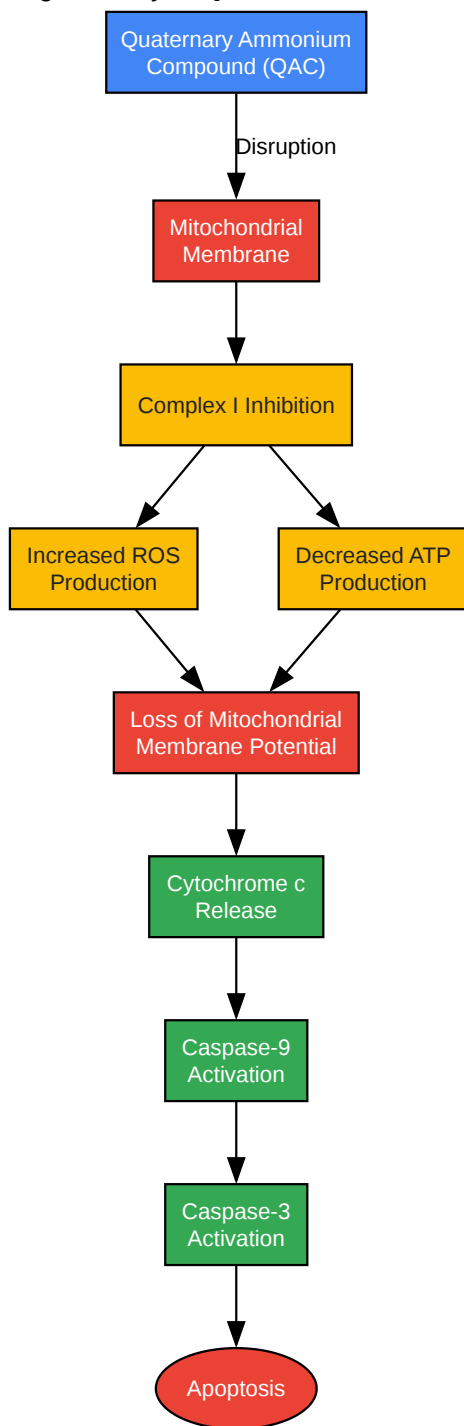 Quaternary Ammonium
Compound (QAC)
Disruption
Mitochondrial
Membrane
Complex I Inhibition
Increased ROS
Production
Decreased ATP
Production
Loss of Mitochondrial
Membrane Potential
Cytochrome c
Release
Caspase-9
Activation
Caspase-3
Activation
Apoptosis